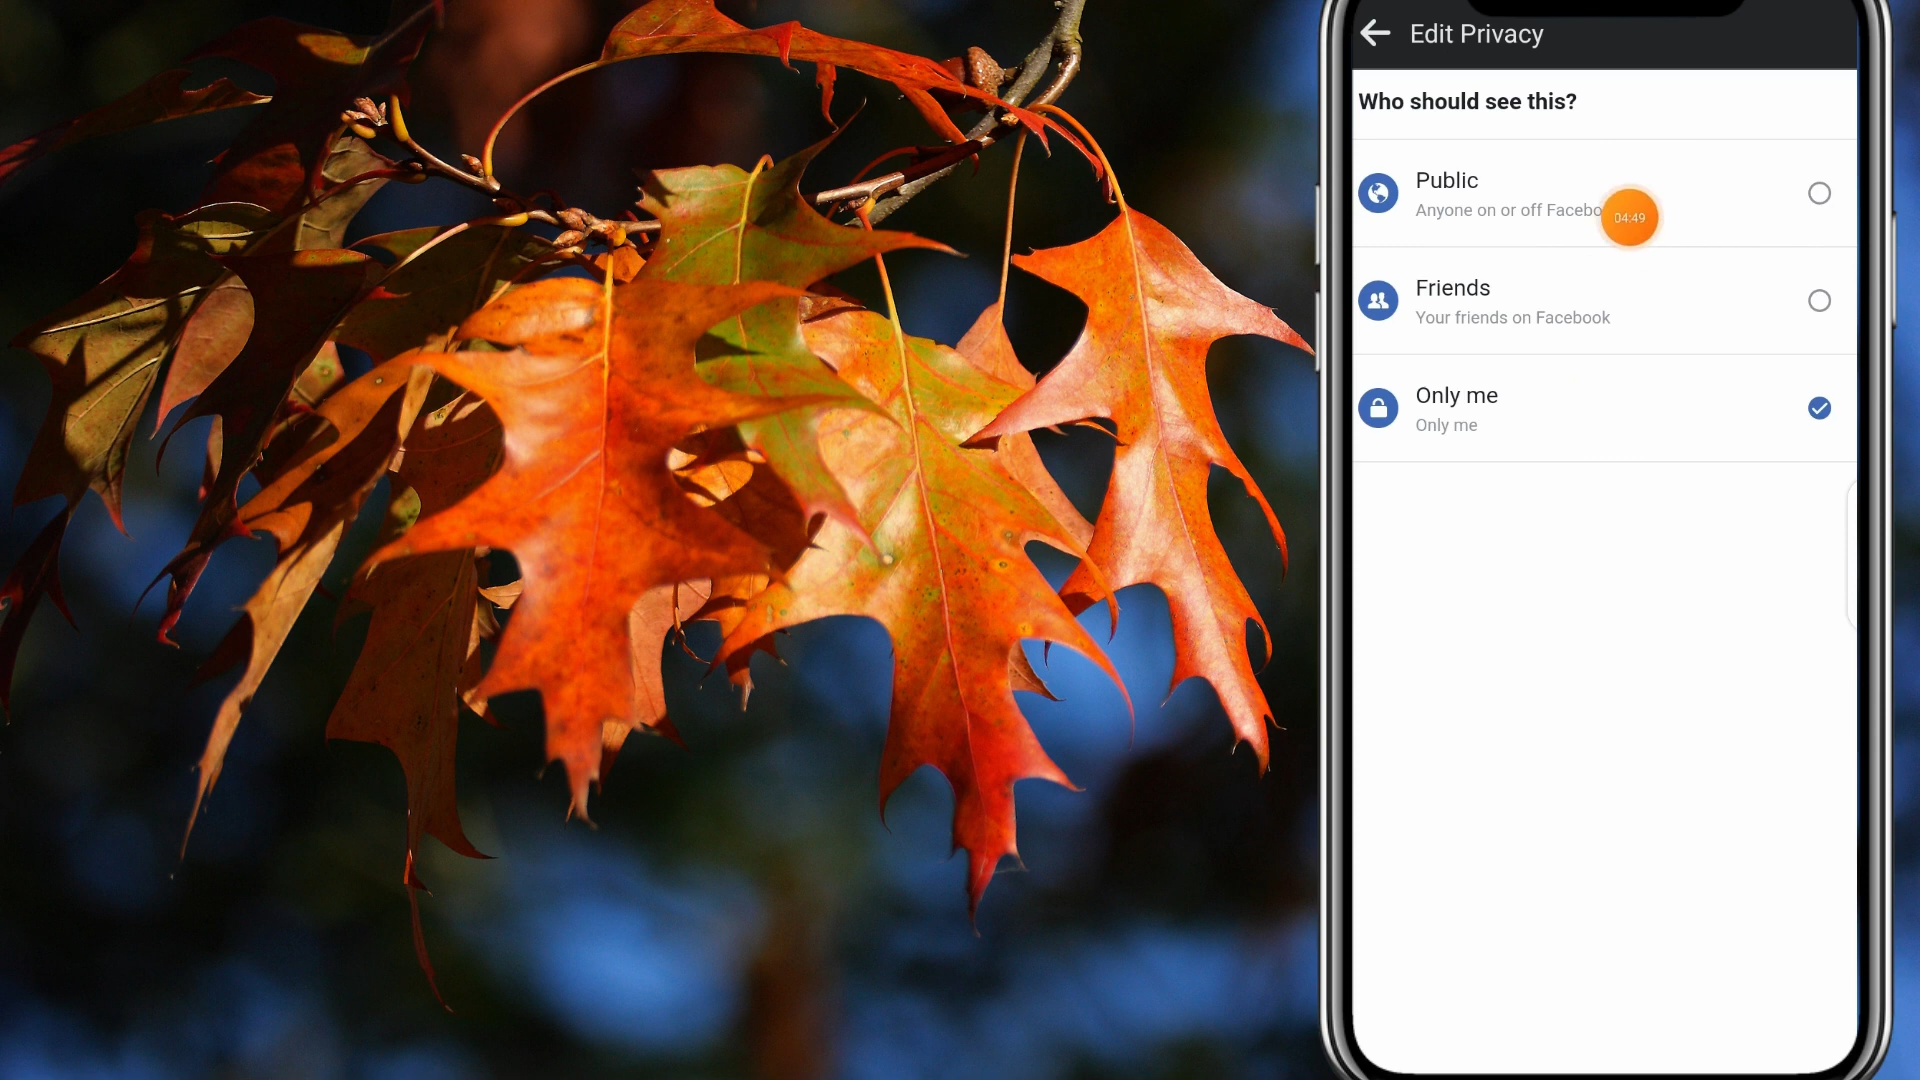 Edit Privacy
Who should see this?
Public
Anyone on or off Facebo
04:49
Friends
Your friends on Facebook
Only me
Only me